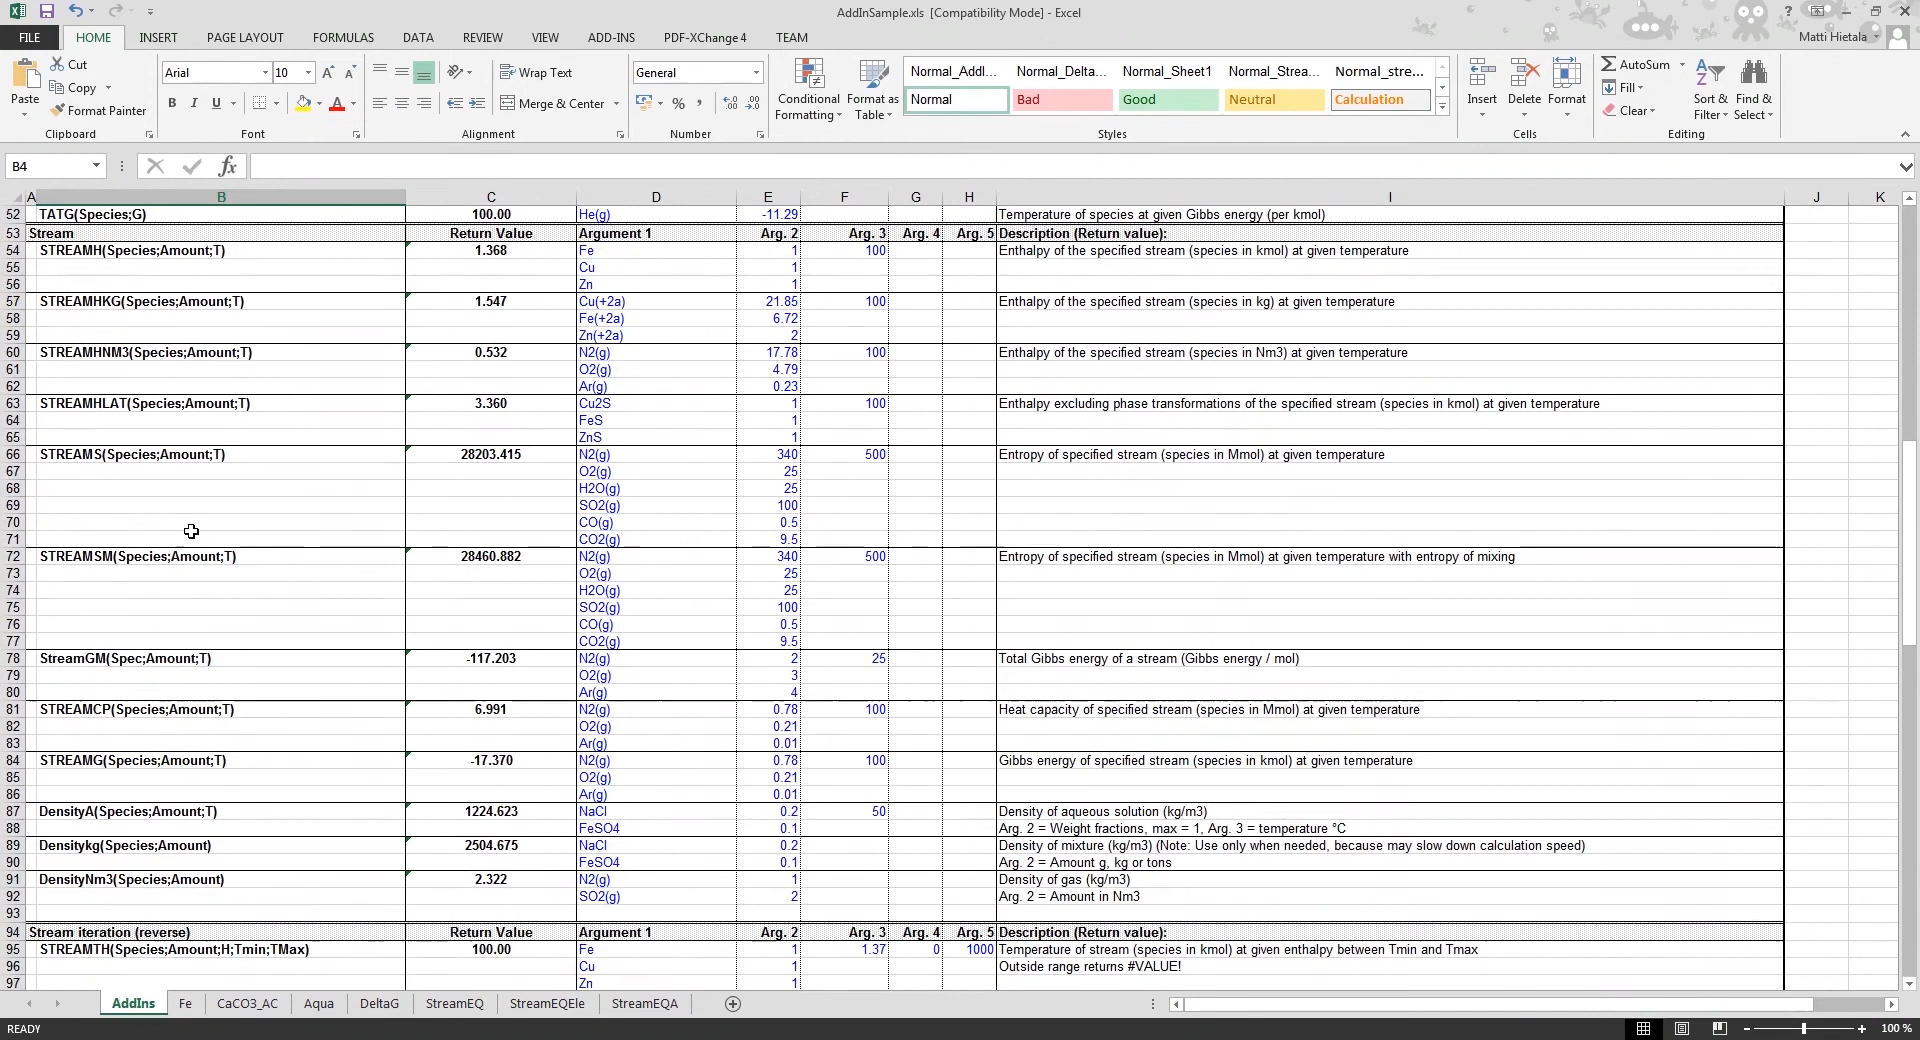 AddInSample.xls [Compatibility Mode] - Excel
FILE HOME INSERT PAGE LAYOUT FORMULAS DATA REVIEW VIEW ADD-INS PDF-XChange 4 TEAM Matti Hietala
Cut
Copy
Format Painter
Paste
Clipboard
Arial 10
B I U
Font
Wrap Text
Merge & Center
Alignment
General
%
Number
Conditional Formatting
Format as Table
Normal_AddI... Normal_Delta... Normal_Sheet1 Normal_Strea... Normal_stre...
Normal Bad Good Neutral Calculation
Styles
Insert Delete Format
Cells
AutoSum
Fill
Clear
Sort & Filter
Find & Select
Editing
B4 fx
A B C D E F G H I J K
52 TATG(Species;G) 100.00 He(g) -11.29 Temperature of species at given Gibbs energy (per kmol)
53 Stream Return Value Argument 1 Arg. 2 Arg. 3 Arg. 4 Arg. 5 Description (Return value):
54 STREAMH(Species;Amount;T) 1.368 Fe 1 100 Enthalpy of the specified stream (species in kmol) at given temperature
55 Cu 1
56 Zn 1
57 STREAMHKG(Species;Amount;T) 1.547 Cu(+2a) 21.85 100 Enthalpy of the specified stream (species in kg) at given temperature
58 Fe(+2a) 6.72
59 Zn(+2a) 2
60 STREAMHNM3(Species;Amount;T) 0.532 N2(g) 17.78 100 Enthalpy of the specified stream (species in Nm3) at given temperature
61 O2(g) 4.79
62 Ar(g) 0.23
63 STREAMHLAT(Species;Amount;T) 3.360 Cu2S 1 100 Enthalpy excluding phase transformations of the specified stream (species in kmol) at given temperature
64 FeS 1
65 ZnS 1
66 STREAMS(Species;Amount;T) 28203.415 N2(g) 340 500 Entropy of specified stream (species in Mmol) at given temperature
67 O2(g) 25
68 H2O(g) 25
69 SO2(g) 100
70 CO(g) 0.5
71 CO2(g) 9.5
72 STREAMSM(Species;Amount;T) 28460.882 N2(g) 340 500 Entropy of specified stream (species in Mmol) at given temperature with entropy of mixing
73 O2(g) 25
74 H2O(g) 25
75 SO2(g) 100
76 CO(g) 0.5
77 CO2(g) 9.5
78 StreamGM(Spec;Amount;T) -117.203 N2(g) 2 25 Total Gibbs energy of a stream (Gibbs energy / mol)
79 O2(g) 3
80 Ar(g) 4
81 STREAMCP(Species;Amount;T) 6.991 N2(g) 0.78 100 Heat capacity of specified stream (species in Mmol) at given temperature
82 O2(g) 0.21
83 Ar(g) 0.01
84 STREAMG(Species;Amount;T) -17.370 N2(g) 0.78 100 Gibbs energy of specified stream (species in kmol) at given temperature
85 O2(g) 0.21
86 Ar(g) 0.01
87 DensityA(Species;Amount;T) 1224.623 NaCl 0.2 50 Density of aqueous solution (kg/m3)
88 FeSO4 0.1 Arg. 2 = Weight fractions, max = 1, Arg. 3 = temperature °C
89 Densitykg(Species;Amount) 2504.675 NaCl 0.2 Density of mixture (kg/m3) (Note: Use only when needed, because may slow down calculation speed)
90 FeSO4 0.1 Arg. 2 = Amount g, kg or tons
91 DensityNm3(Species;Amount) 2.322 N2(g) 1 Density of gas (kg/m3)
92 SO2(g) 2 Arg. 2 = Amount in Nm3
93
94 Stream iteration (reverse) Return Value Argument 1 Arg. 2 Arg. 3 Arg. 4 Arg. 5 Description (Return value):
95 STREAMTH(Species;Amount;H;Tmin;TMax) 100.00 Fe 1 1.37 0 1000 Temperature of stream (species in kmol) at given enthalpy between Tmin and Tmax
96 Cu 1 Outside range returns #VALUE!
97 Zn 1
AddIns Fe CaCO3_AC Aqua DeltaG StreamEQ StreamEQEle StreamEQA
READY 100 %